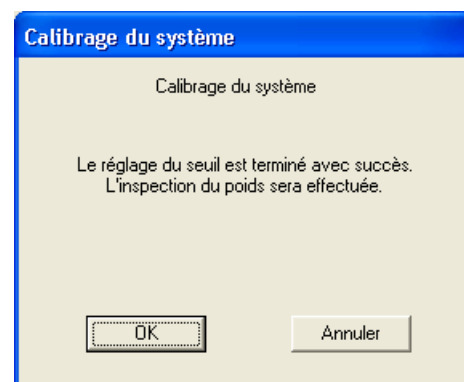 Calibrage du système
Calibrage du système
Le réglage du seuil est terminé avec succès.
L'inspection du poids sera effectuée.
OK
Annuler